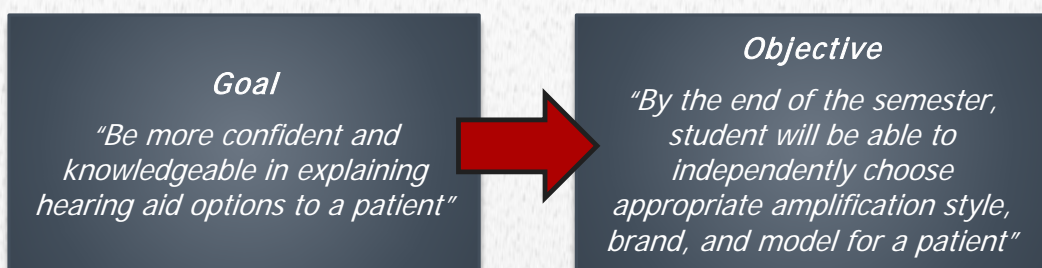 Goal
"Be more confident and
knowledgeable in explaining
hearing aid options to a patient"
Objective
"By the end of the semester,
student will be able to
independently choose
appropriate amplification style,
brand, and model for a patient"